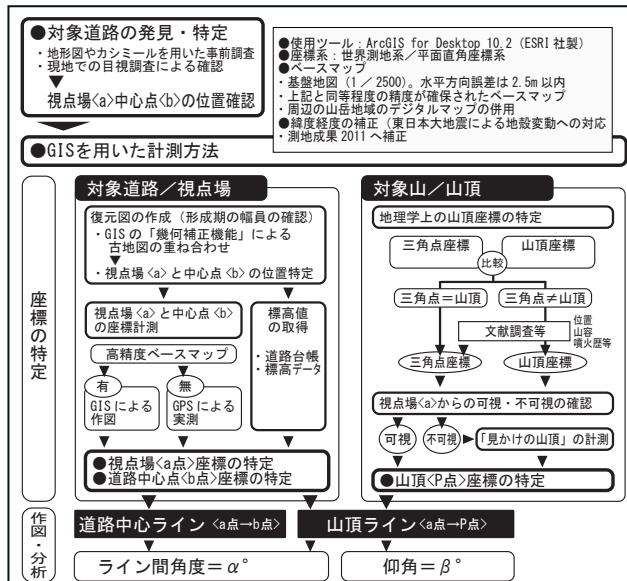 ●対象道路の発見・特定
・地形図やカシミールを用いた事前調査
・現地での目視調査による確認
▼
視点場<a>中心点<b>の位置確認
●使用ツール：ArcGIS for Desktop 10.2（ESRI 社製）
●座標系：世界測地系／平面直角座標系
●ベースマップ
・基盤地図（1／2500）。水平方向誤差は 2.5m 以内
・上記と同等程度の精度が確保されたベースマップ
・周辺の山岳地域のデジタルマップの併用
●緯度経度の補正（東日本大地震による地殻変動への対応
・測地成果 2011 へ補正
●GISを用いた計測方法
座標の特定
対象道路／視点場
復元図の作成（形成期の幅員の確認）
・GIS の「幾何補正機能」による
古地図の重ね合わせ
▼
・視点場<a>と中心点<b>の位置特定
視点場<a>と中心点<b>
の座標計測
高精度ベースマップ
有
GIS による
作図
無
GPS による
実測
標高値
の取得
・道路台帳
・標高データ
●視点場<a点>座標の特定
●道路中心点<b点>座標の特定
対象山／山頂
地理学上の山頂座標の特定
三角点座標
山頂座標
比較
三角点＝山頂
三角点≠山頂
文献調査等
位置
山容
噴火歴等
三角点座標
山頂座標
視点場<a>からの可視・不可視の確認
可視
不可視
「見かけの山頂」の計測
●山頂<P点>座標の特定
作図・分析
道路中心ライン <a点→b点>
山頂ライン <a点→P点>
ライン間角度＝α°
仰角＝β°